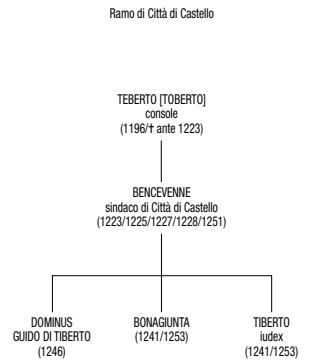 Ramo di Città di Castello
TEBERTO [TOBERTO]
console
(1196/† ante 1223)
BENCEVENNE
sindaco di Città di Castello
(1223/1225/1227/1228/1251)
DOMINUS
GUIDO DI TIBERTO
(1246)
BONAGIUNTA
(1241/1253)
TIBERTO
iudex
(1241/1253)